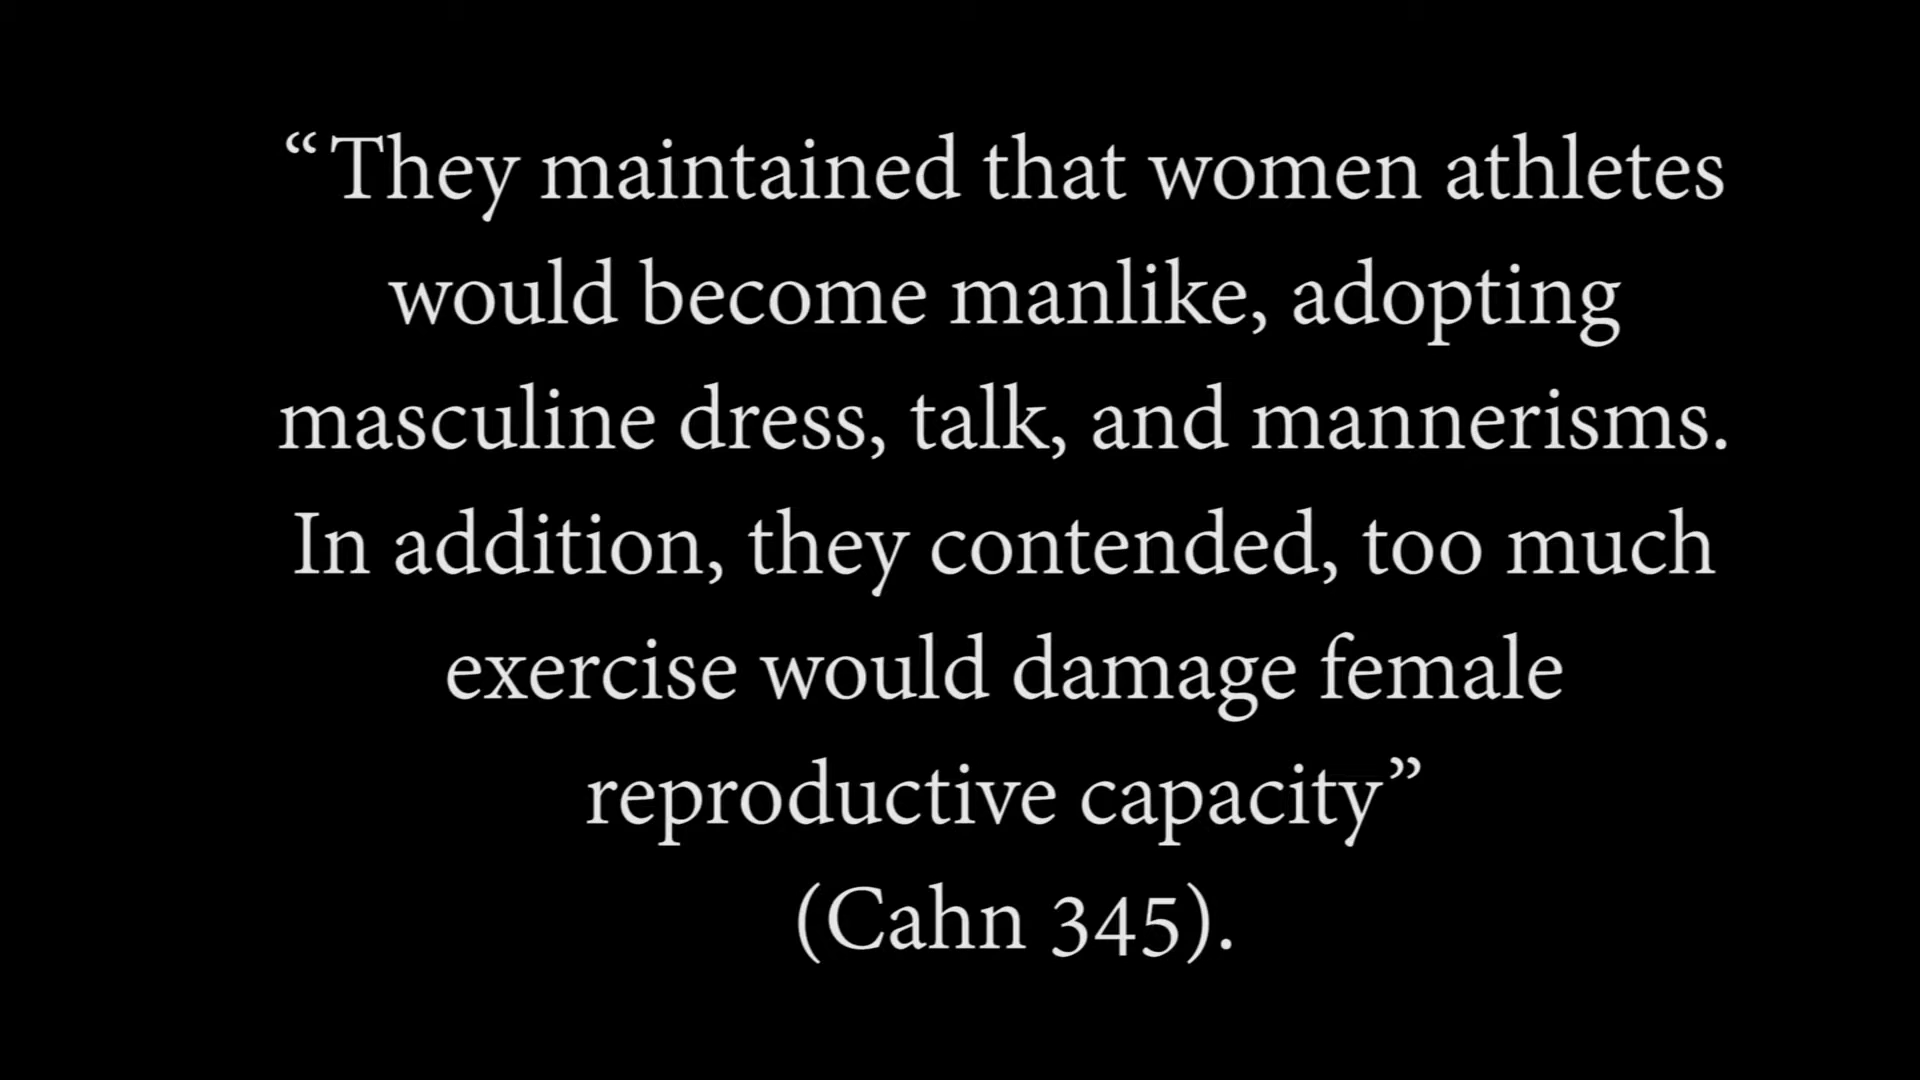 “They maintained that women athletes
would become manlike, adopting
masculine dress, talk, and mannerisms.
In addition, they contended, too much
exercise would damage female
reproductive capacity”
(Cahn 345).